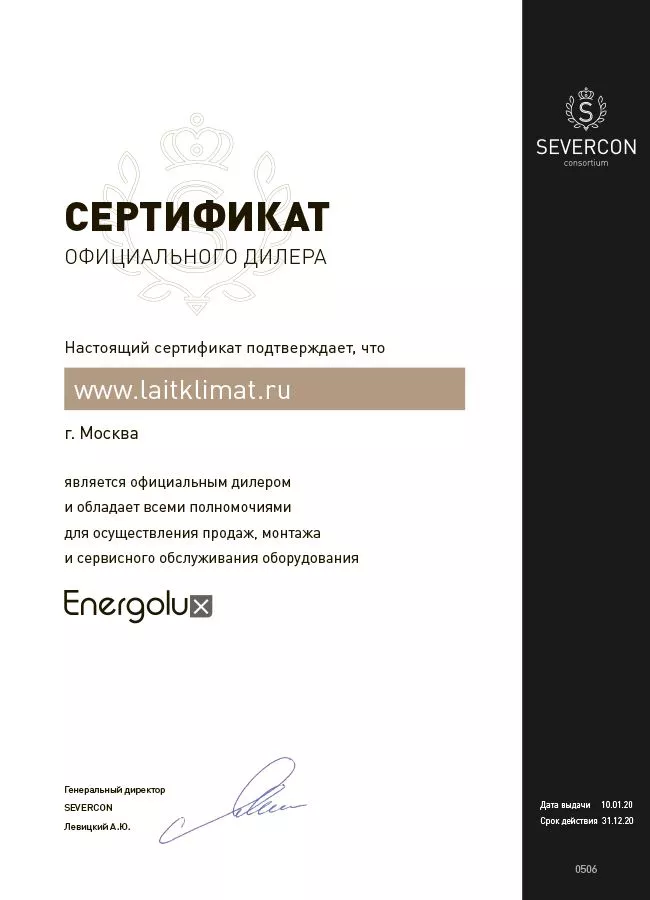 SEVERCON
consortium
СЕРТИФИКАТ
ОФИЦИАЛЬНОГО ДИЛЕРА
Настоящий сертификат подтверждает, что
www.laitklimat.ru
г. Москва
является официальным дилером
и обладает всеми полномочиями
для осуществления продаж, монтажа
и сервисного обслуживания оборудования
Energolux
Генеральный директор
SEVERCON
Левицкий А.Ю.
Дата выдачи 10.01.20
Срок действия 31.12.20
0506